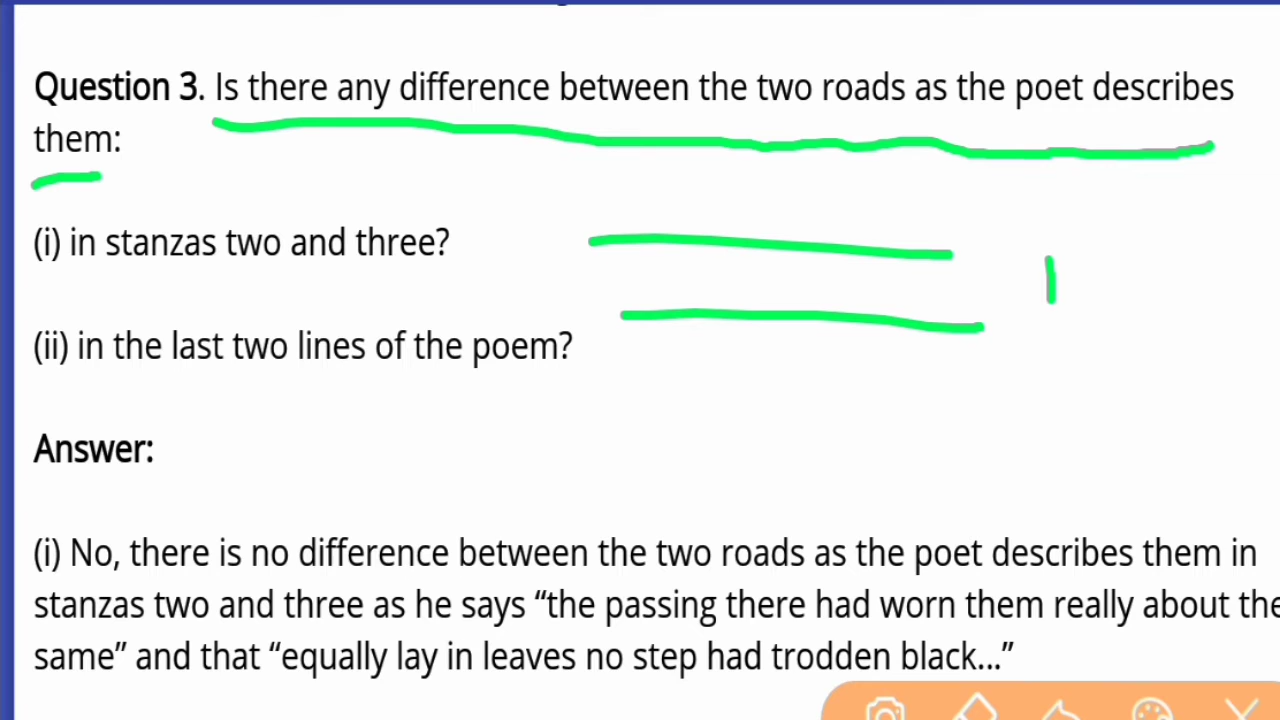 Question 3. Is there any difference between the two roads as the poet describes
them:
(i) in stanzas two and three?
(ii) in the last two lines of the poem?
Answer:
(i) No, there is no difference between the two roads as the poet describes them in
stanzas two and three as he says “the passing there had worn them really about the
same” and that “equally lay in leaves no step had trodden black...”